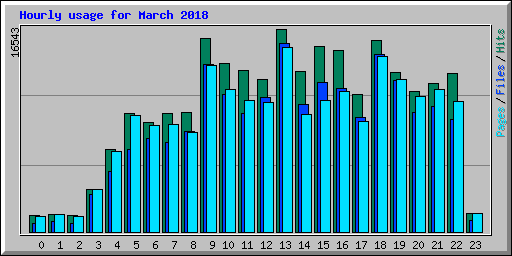 Hourly usage for March 2018
16543
Pages/Files/Hits
0 1 2 3 4 5 6 7 8 9 10 11 12 13 14 15 16 17 18 19 20 21 22 23